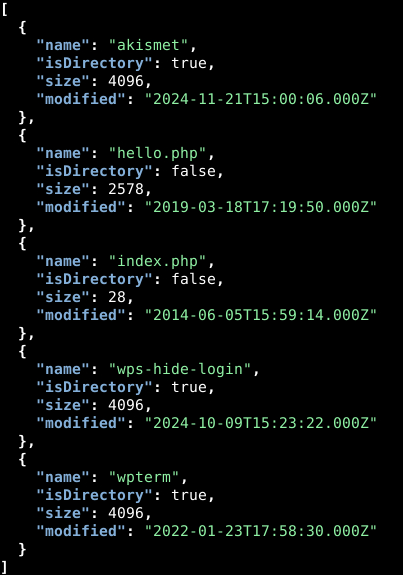 [
  {
    "name": "akismet",
    "isDirectory": true,
    "size": 4096,
    "modified": "2024-11-21T15:00:06.000Z"
  },
  {
    "name": "hello.php",
    "isDirectory": false,
    "size": 2578,
    "modified": "2019-03-18T17:19:50.000Z"
  },
  {
    "name": "index.php",
    "isDirectory": false,
    "size": 28,
    "modified": "2014-06-05T15:59:14.000Z"
  },
  {
    "name": "wps-hide-login",
    "isDirectory": true,
    "size": 4096,
    "modified": "2024-10-09T15:23:22.000Z"
  },
  {
    "name": "wpterm",
    "isDirectory": true,
    "size": 4096,
    "modified": "2022-01-23T17:58:30.000Z"
  }
]